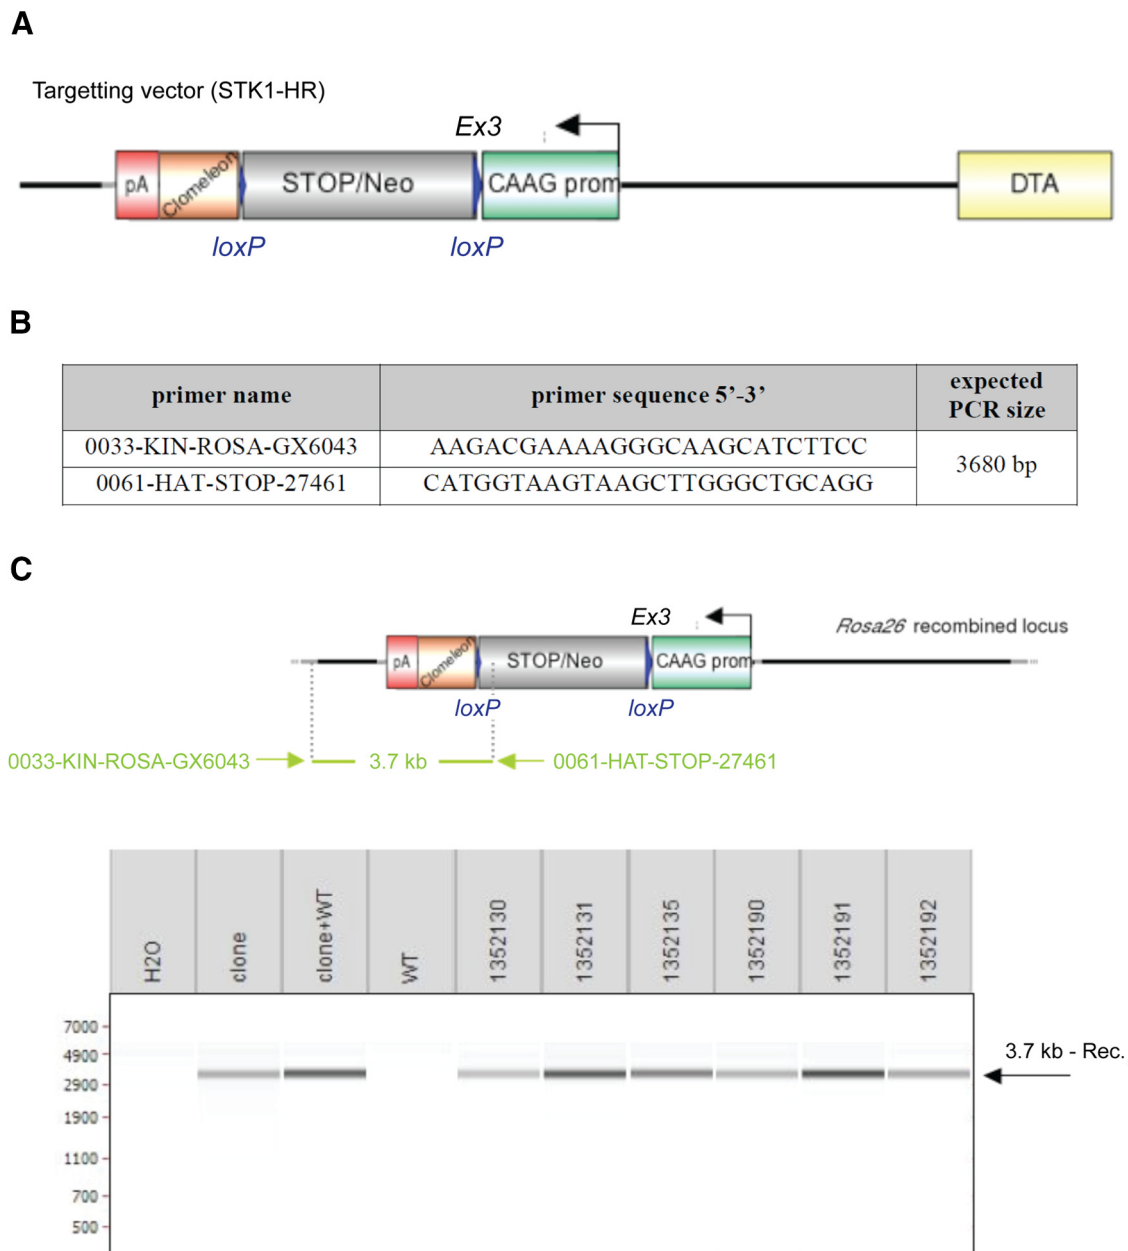 A
Targetting vector (STK1-HR)
Ex3
pA
Clomeleon
STOP/Neo
CAAG prom
DTA
loxP
loxP
B
primer name
primer sequence 5’-3’
expected
PCR size
0033-KIN-ROSA-GX6043
AAGACGAAAAGGGCAAGCATCTTCC
3680 bp
0061-HAT-STOP-27461
CATGGTAAGTAAGCTTGGGCTGCAGG
C
Ex3
Rosa26 recombined locus
pA
Clomeleon
STOP/Neo
CAAG prom
loxP
loxP
0033-KIN-ROSA-GX6043
3.7 kb
0061-HAT-STOP-27461
H2O
clone
clone+WT
WT
1352130
1352131
1352135
1352190
1352191
1352192
7000
4900
2900
1900
1100
700
500
3.7 kb - Rec.